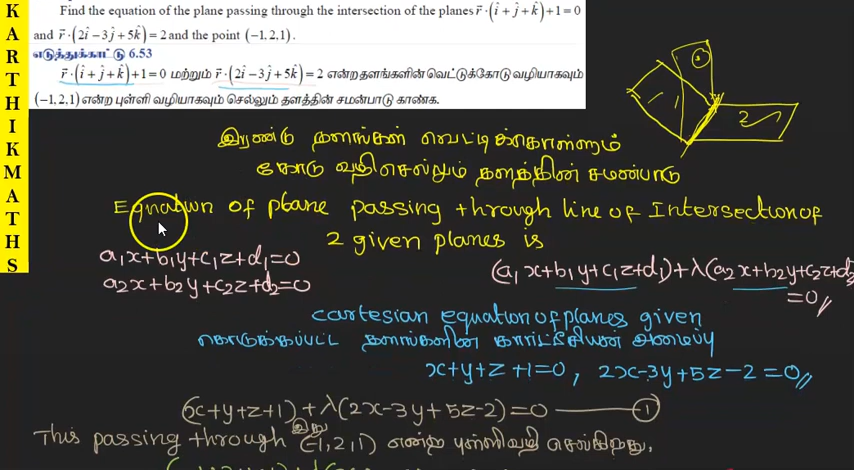 KARTHIKMATHS
Find the equation of the plane passing through the intersection of the planes r⃗·(î+ĵ+k̂)+1=0
and r⃗·(2î−3ĵ+5k̂)=2 and the point (−1,2,1).
எடுத்துக்காட்டு 6.53
r⃗·(î+ĵ+k̂)+1=0 மற்றும் r⃗·(2î−3ĵ+5k̂)=2 என்ற தளங்களின் வெட்டுக்கோடு வழியாகவும்
(−1,2,1) என்ற புள்ளி வழியாகவும் செல்லும் தளத்தின் சமன்பாடு காண்க.
1 2 3
இரண்டு தளங்கள் வெட்டிக்கொள்ளும்
கோடு வழி செல்லும் தளத்தின் சமன்பாடு
Equation of plane passing through line of Intersection of
2 given planes is
a₁x+b₁y+c₁z+d₁=0
a₂x+b₂y+c₂z+d₂=0
(a₁x+b₁y+c₁z+d₁)+λ(a₂x+b₂y+c₂z+d₂)
=0
cartesian equation of planes given
கொடுக்கப்பட்ட தளங்களின் கார்ட்டீசியன் அமைப்பு
x+y+z+1=0, 2x-3y+5z-2=0
(x+y+z+1)+λ(2x-3y+5z-2)=0 ——— ①
இது
This passing through (-1,2,1) என்ற புள்ளிவழி செல்கிறது.